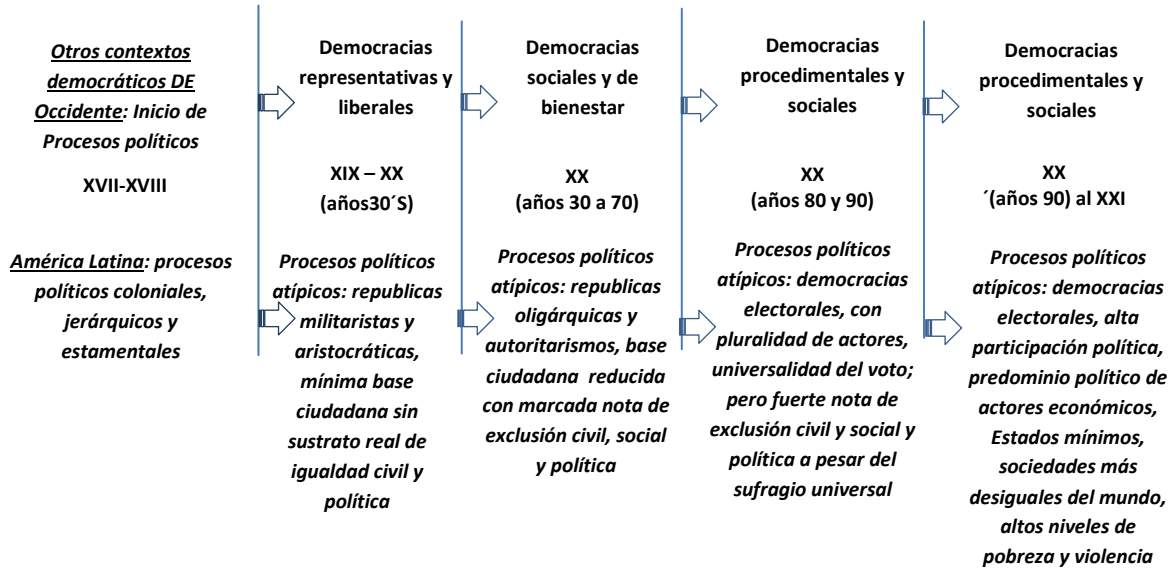 Otros contextos
democráticos DE
Occidente: Inicio de
Procesos políticos
XVII-XVIII
Democracias
representativas y
liberales
XIX – XX
(años30´S)
Democracias
sociales y de
bienestar
XX
(años 30 a 70)
Democracias
procedimentales y
sociales
XX
(años 80 y 90)
Democracias
procedimentales y
sociales
XX
´(años 90) al XXI
América Latina: procesos
políticos coloniales,
jerárquicos y
estamentales
Procesos políticos
atípicos: republicas
militaristas y
aristocráticas,
mínima base
ciudadana sin
sustrato real de
igualdad civil y
política
Procesos políticos
atípicos: republicas
oligárquicas y
autoritarismos, base
ciudadana reducida
con marcada nota de
exclusión civil, social
y política
Procesos políticos
atípicos: democracias
electorales, con
pluralidad de actores,
universalidad del voto;
pero fuerte nota de
exclusión civil y social y
política a pesar del
sufragio universal
Procesos políticos
atípicos: democracias
electorales, alta
participación política,
predominio político de
actores económicos,
Estados mínimos,
sociedades más
desiguales del mundo,
altos niveles de
pobreza y violencia